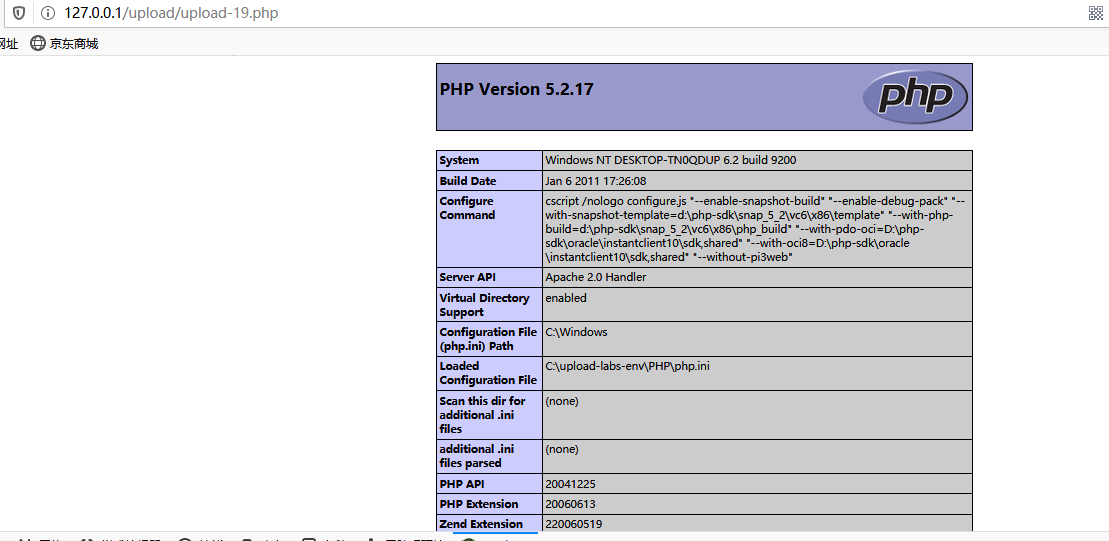 127.0.0.1/upload/upload-19.php
网址 京东商城
PHP Version 5.2.17
php
System Windows NT DESKTOP-TN0QDUP 6.2 build 9200
Build Date Jan 6 2011 17:26:08
Configure Command cscript /nologo configure.js "--enable-snapshot-build" "--enable-debug-pack" "--
with-snapshot-template=d:\php-sdk\snap_5_2\vc6\x86\template" "--with-php-
build=d:\php-sdk\snap_5_2\vc6\x86\php_build" "--with-pdo-oci=D:\php-
sdk\oracle\instantclient10\sdk,shared" "--with-oci8=D:\php-sdk\oracle
\instantclient10\sdk,shared" "--without-pi3web"
Server API Apache 2.0 Handler
Virtual Directory Support enabled
Configuration File (php.ini) Path C:\Windows
Loaded Configuration File C:\upload-labs-env\PHP\php.ini
Scan this dir for additional .ini files (none)
additional .ini files parsed (none)
PHP API 20041225
PHP Extension 20060613
Zend Extension 220060519